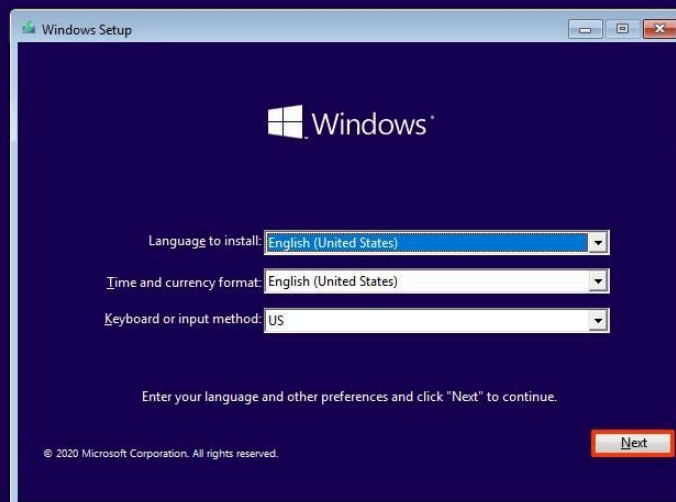 Windows Setup
Windows
Language to install: English (United States)
Time and currency format: English (United States)
Keyboard or input method: US
Enter your language and other preferences and click "Next" to continue.
Next
© 2020 Microsoft Corporation. All rights reserved.